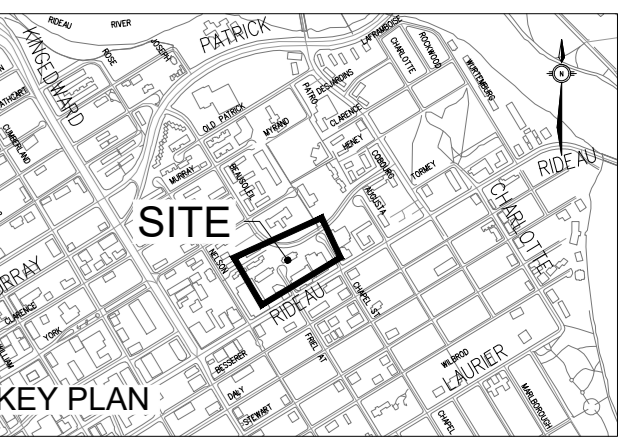 RIDEAU RIVER
KING EDWARD
ROSE
JOSEPH
PATRICK
LAFRAMBOISE
CHARLOTTE
ROCKWOOD
WURTEMBURG
N
CUMBERLAND
PATRO
DESJARDINS
CLARENCE
OLD PATRICK
MYRAND
HENEY
COBOURG
TORMEY
RIDEAU
MURRAY
BEAUSOLEIL
AUGUSTA
CHARLOTTE
SITE
NELSON
RIDEAU
CHAPEL ST
CLARENCE
YORK
FRIEL AT
BESSERER
WILBROD
LAURIER
DALY
STEWART
CHAPEL
MARLBOROUGH
KEY PLAN